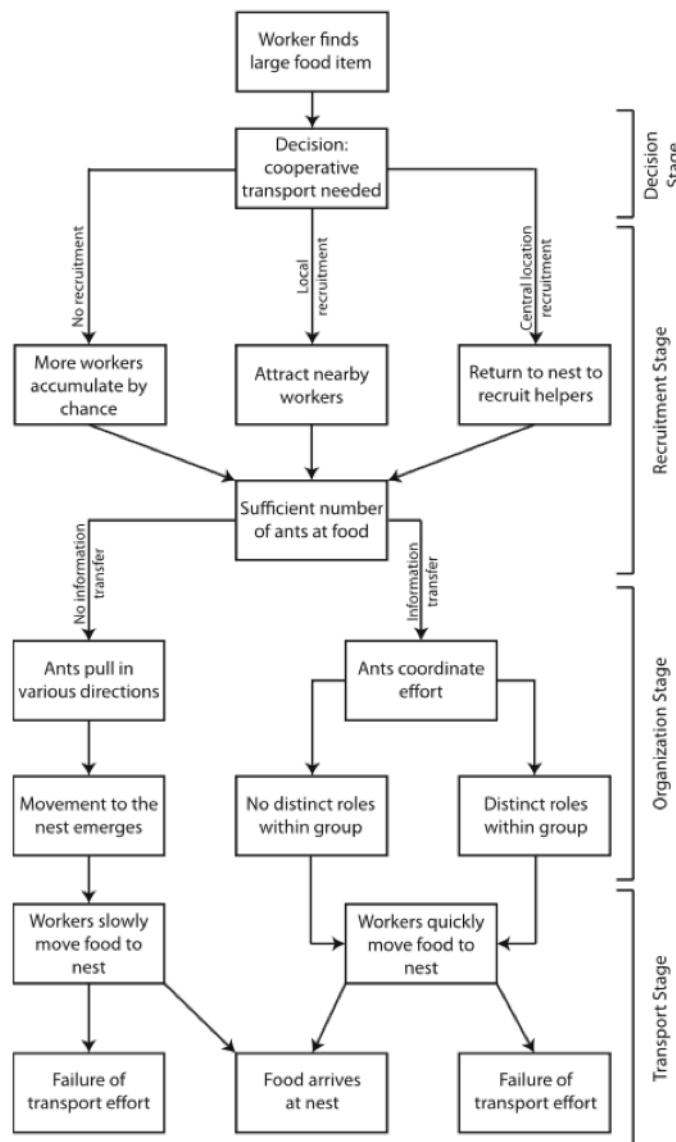 Worker finds
large food item
Decision:
cooperative
transport needed
Decision
Stage
No recruitment
Local
recruitment
Central location
recruitment
More workers
accumulate by
chance
Attract nearby
workers
Return to nest to
recruit helpers
Recruitment Stage
Sufficient number
of ants at food
No information
transfer
Information
transfer
Ants pull in
various directions
Ants coordinate
effort
Movement to the
nest emerges
No distinct roles
within group
Distinct roles
within group
Organization Stage
Workers slowly
move food to
nest
Workers quickly
move food to
nest
Failure of
transport effort
Food arrives
at nest
Failure of
transport effort
Transport Stage